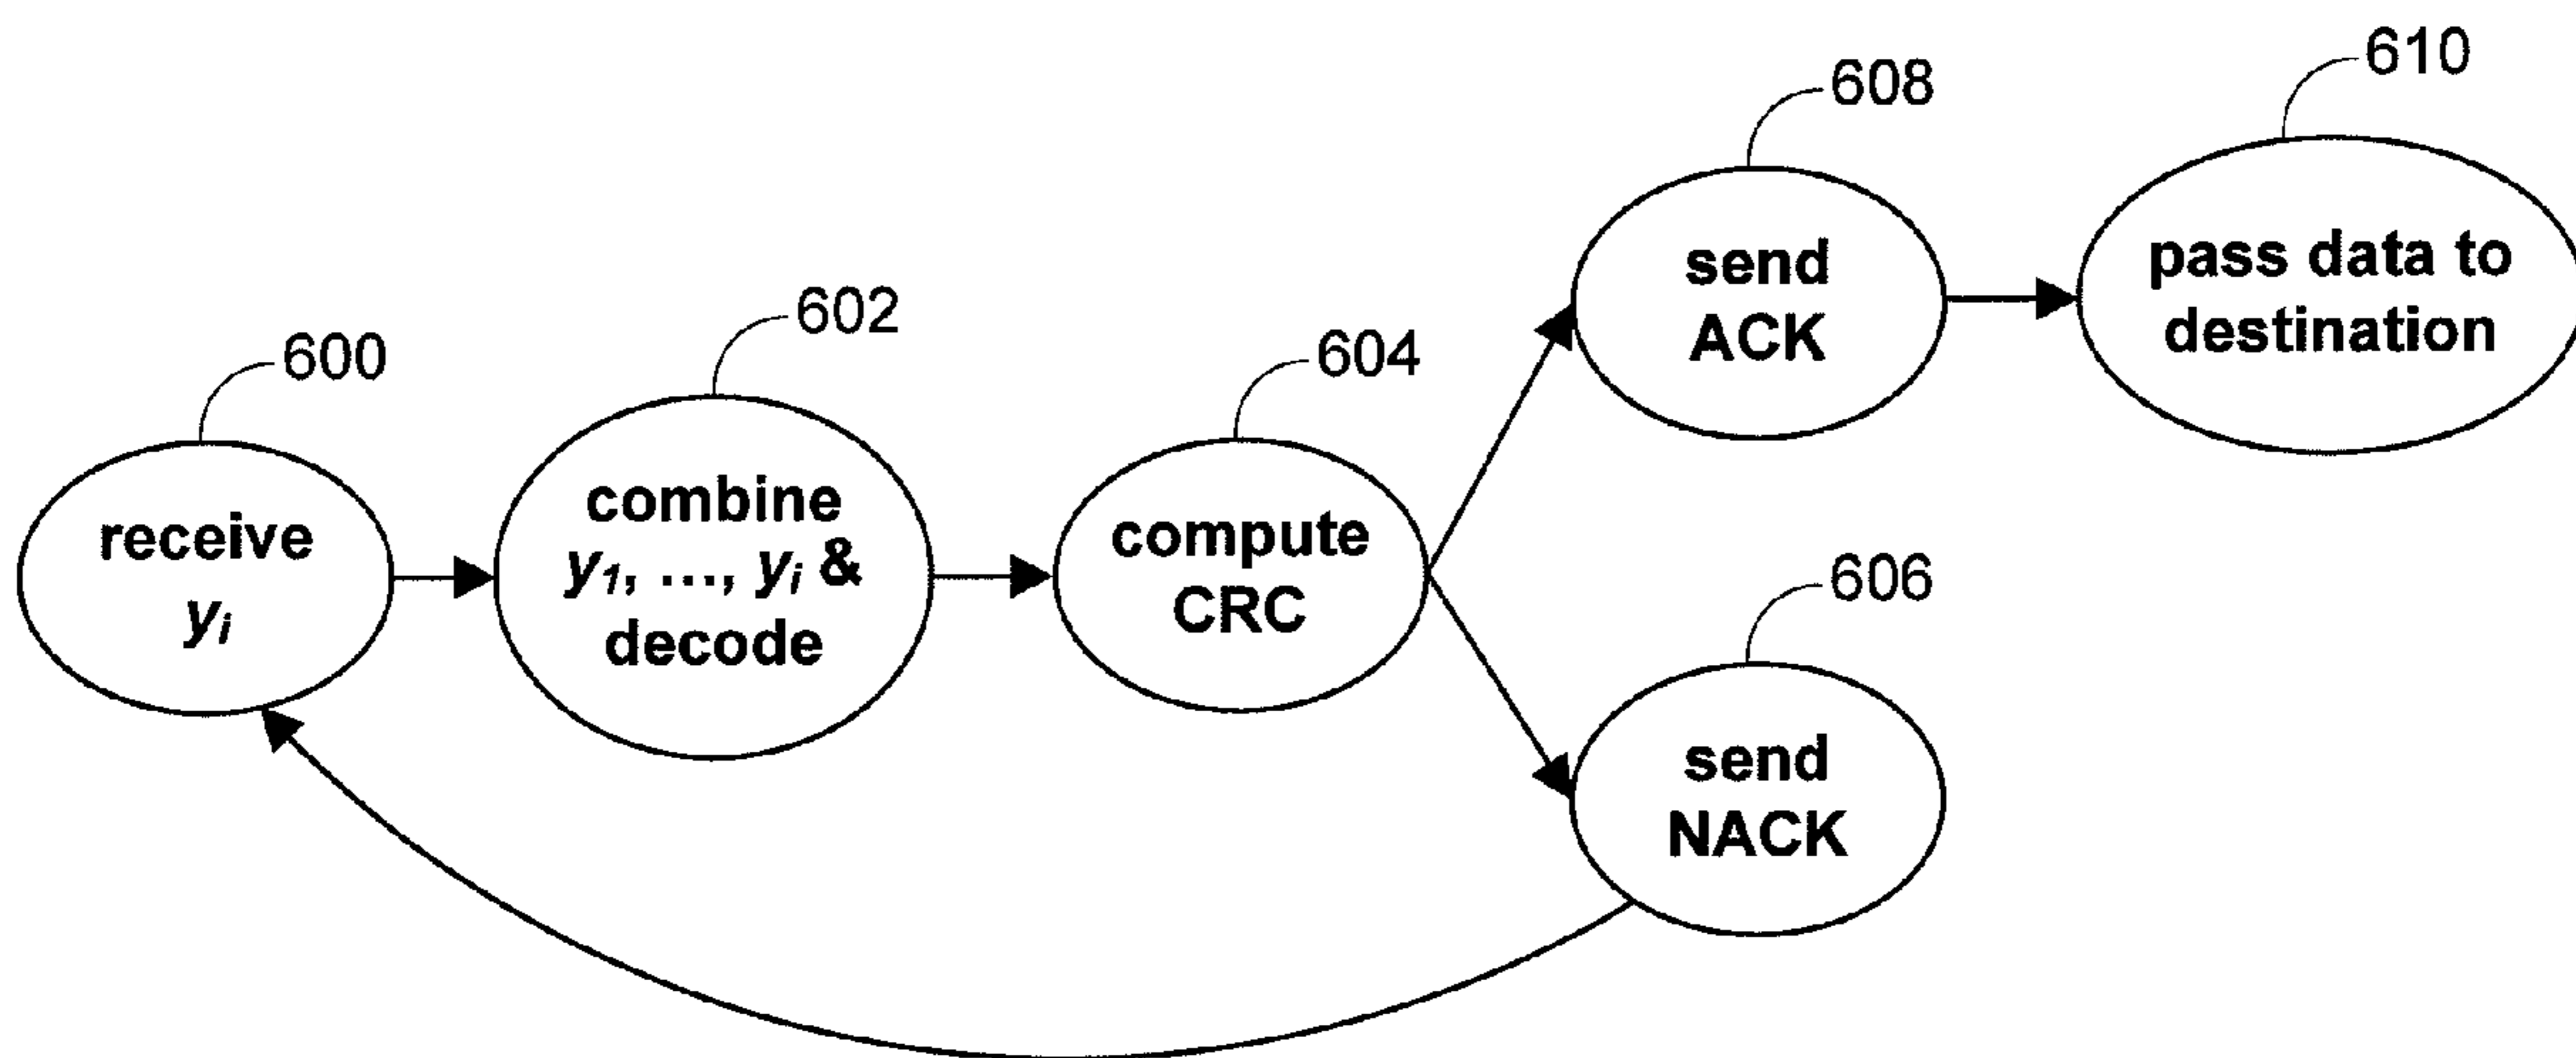 600
receive
yi
602
combine
y1, ..., yi &
decode
604
compute
CRC
608
send
ACK
610
pass data to
destination
606
send
NACK